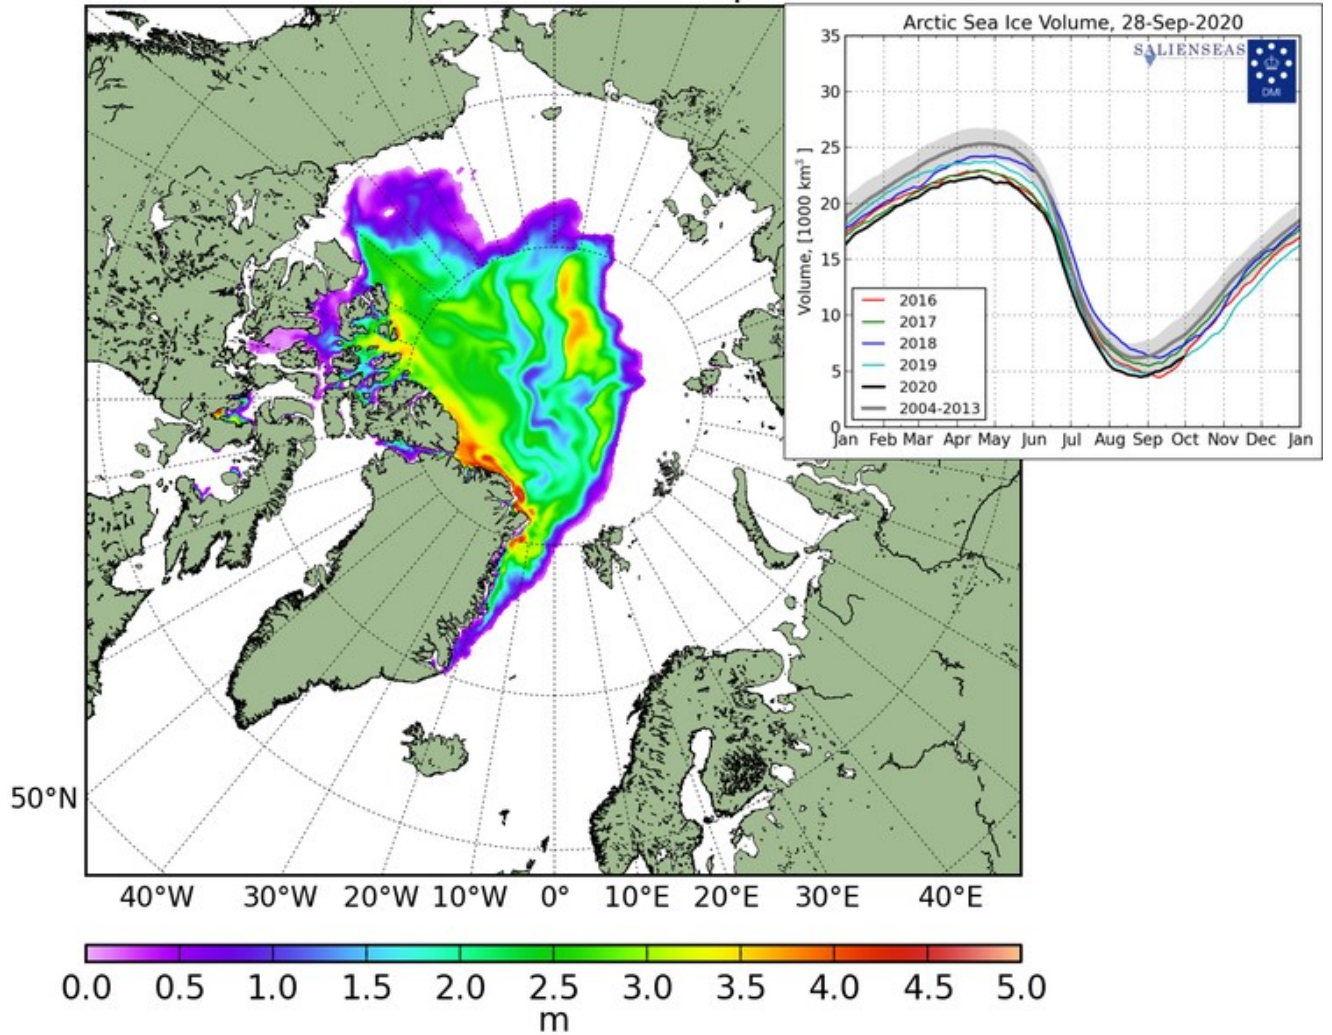 Arctic Sea Ice Volume, 28-Sep-2020
SALIENSEAS
DMI
Volume, [1000 km³ ]
35
30
25
20
15
10
5
0
2016
2017
2018
2019
2020
2004-2013
Jan Feb Mar Apr May Jun Jul Aug Sep Oct Nov Dec Jan
50°N
40°W 30°W 20°W 10°W 0° 10°E 20°E 30°E 40°E
0.0 0.5 1.0 1.5 2.0 2.5 3.0 3.5 4.0 4.5 5.0
m